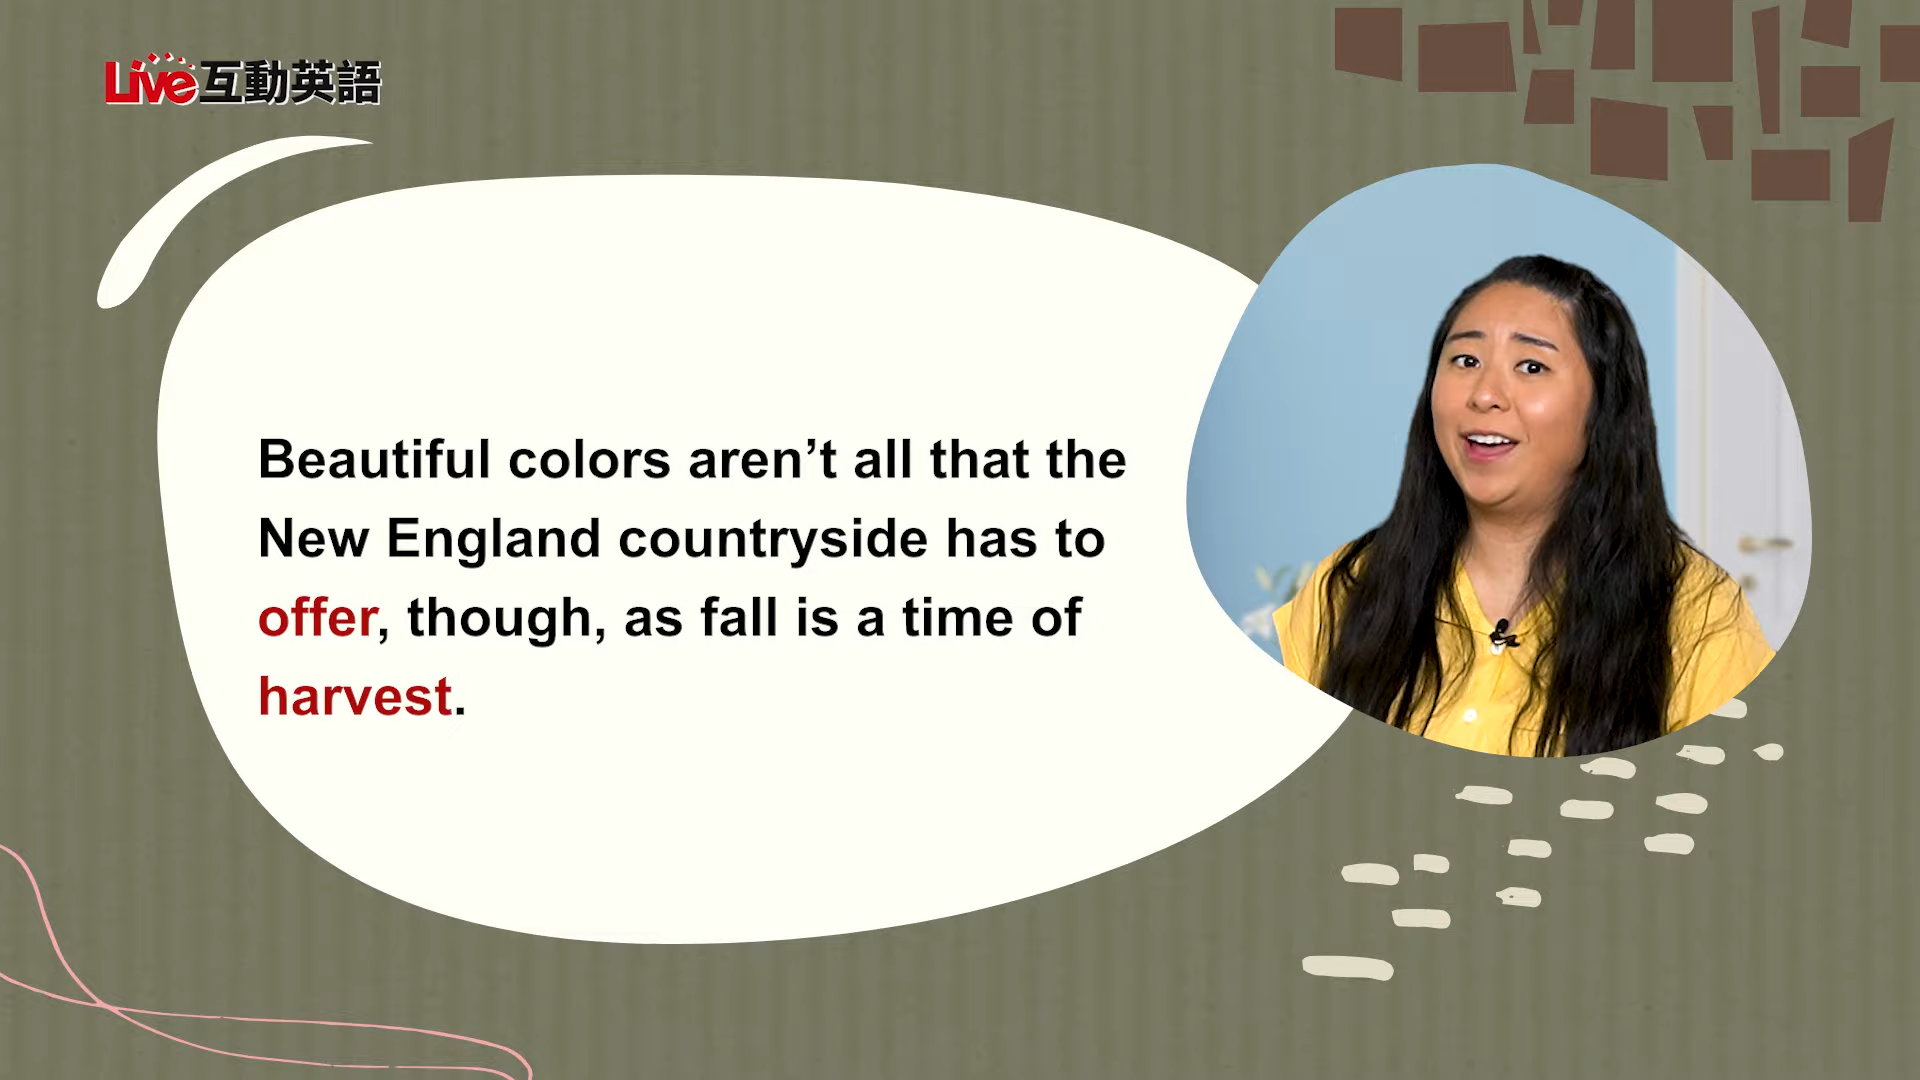 Live互動英語
Beautiful colors aren’t all that the
New England countryside has to
offer, though, as fall is a time of
harvest.